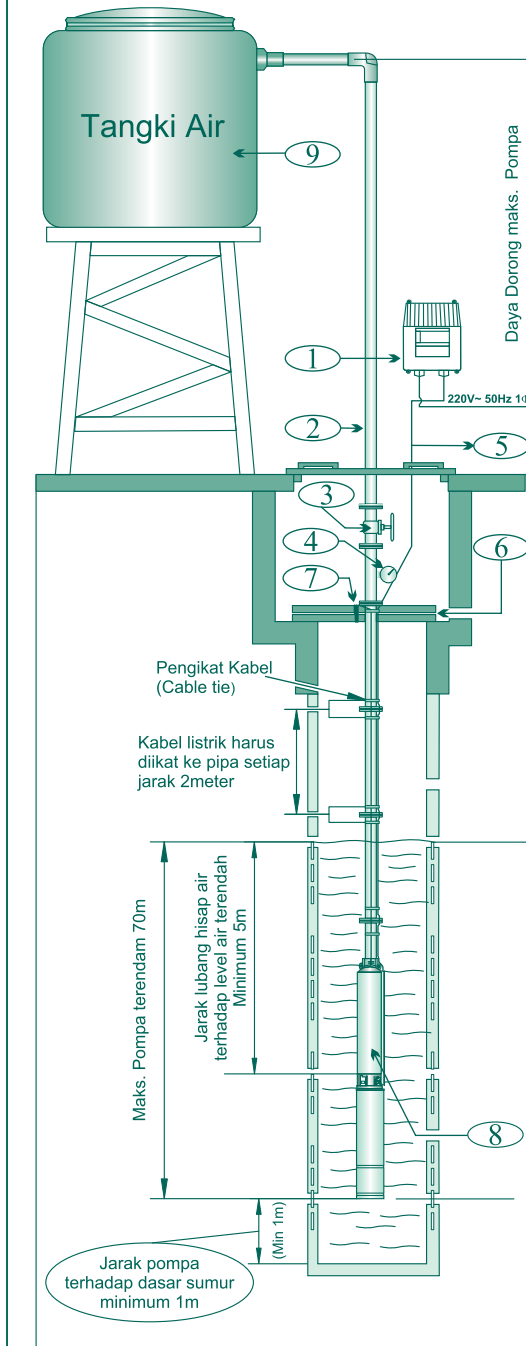 Tangki Air
9
Daya Dorong maks. Pompa
1
220V~ 50Hz 1Φ
2
5
3
4
6
7
Pengikat Kabel
(Cable tie)
Kabel listrik harus
diikat ke pipa setiap
jarak 2meter
Maks. Pompa terendam 70m
Jarak lubang hisap air
terhadap level air terendah
Minimum 5m
8
(Min 1m)
Jarak pompa
terhadap dasar sumur
minimum 1m